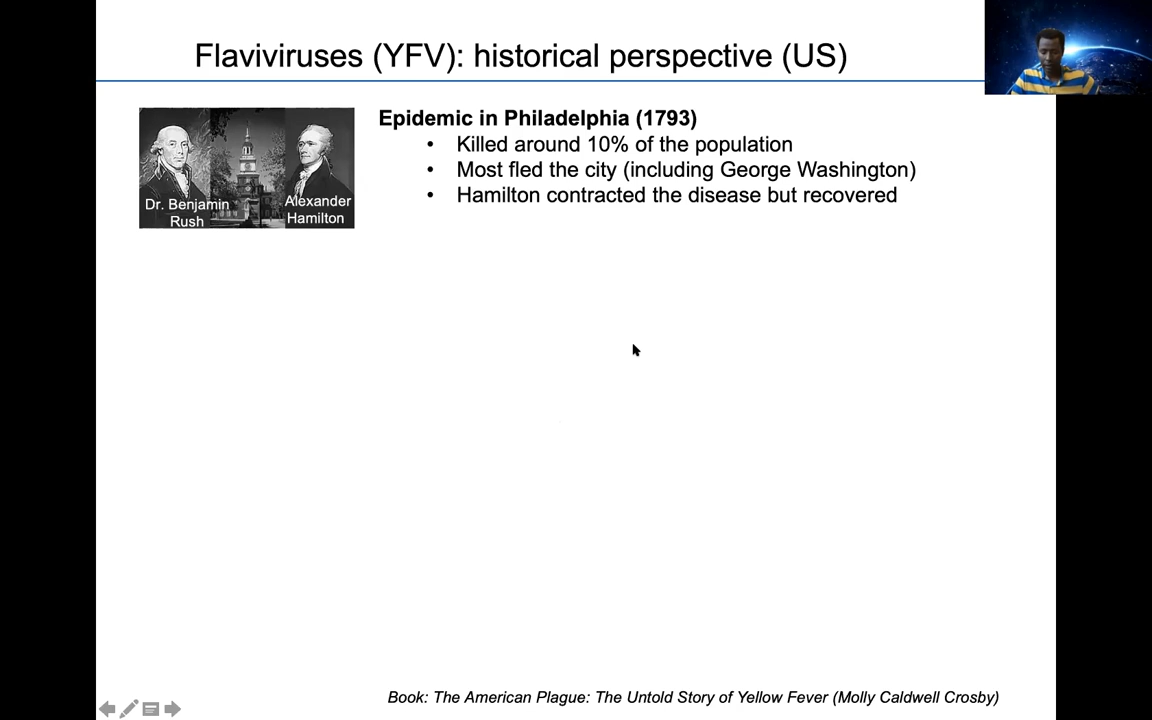 Flaviviruses (YFV): historical perspective (US)
Dr. Benjamin
Rush
Alexander
Hamilton
Epidemic in Philadelphia (1793)
• Killed around 10% of the population
• Most fled the city (including George Washington)
• Hamilton contracted the disease but recovered
Book: The American Plague: The Untold Story of Yellow Fever (Molly Caldwell Crosby)